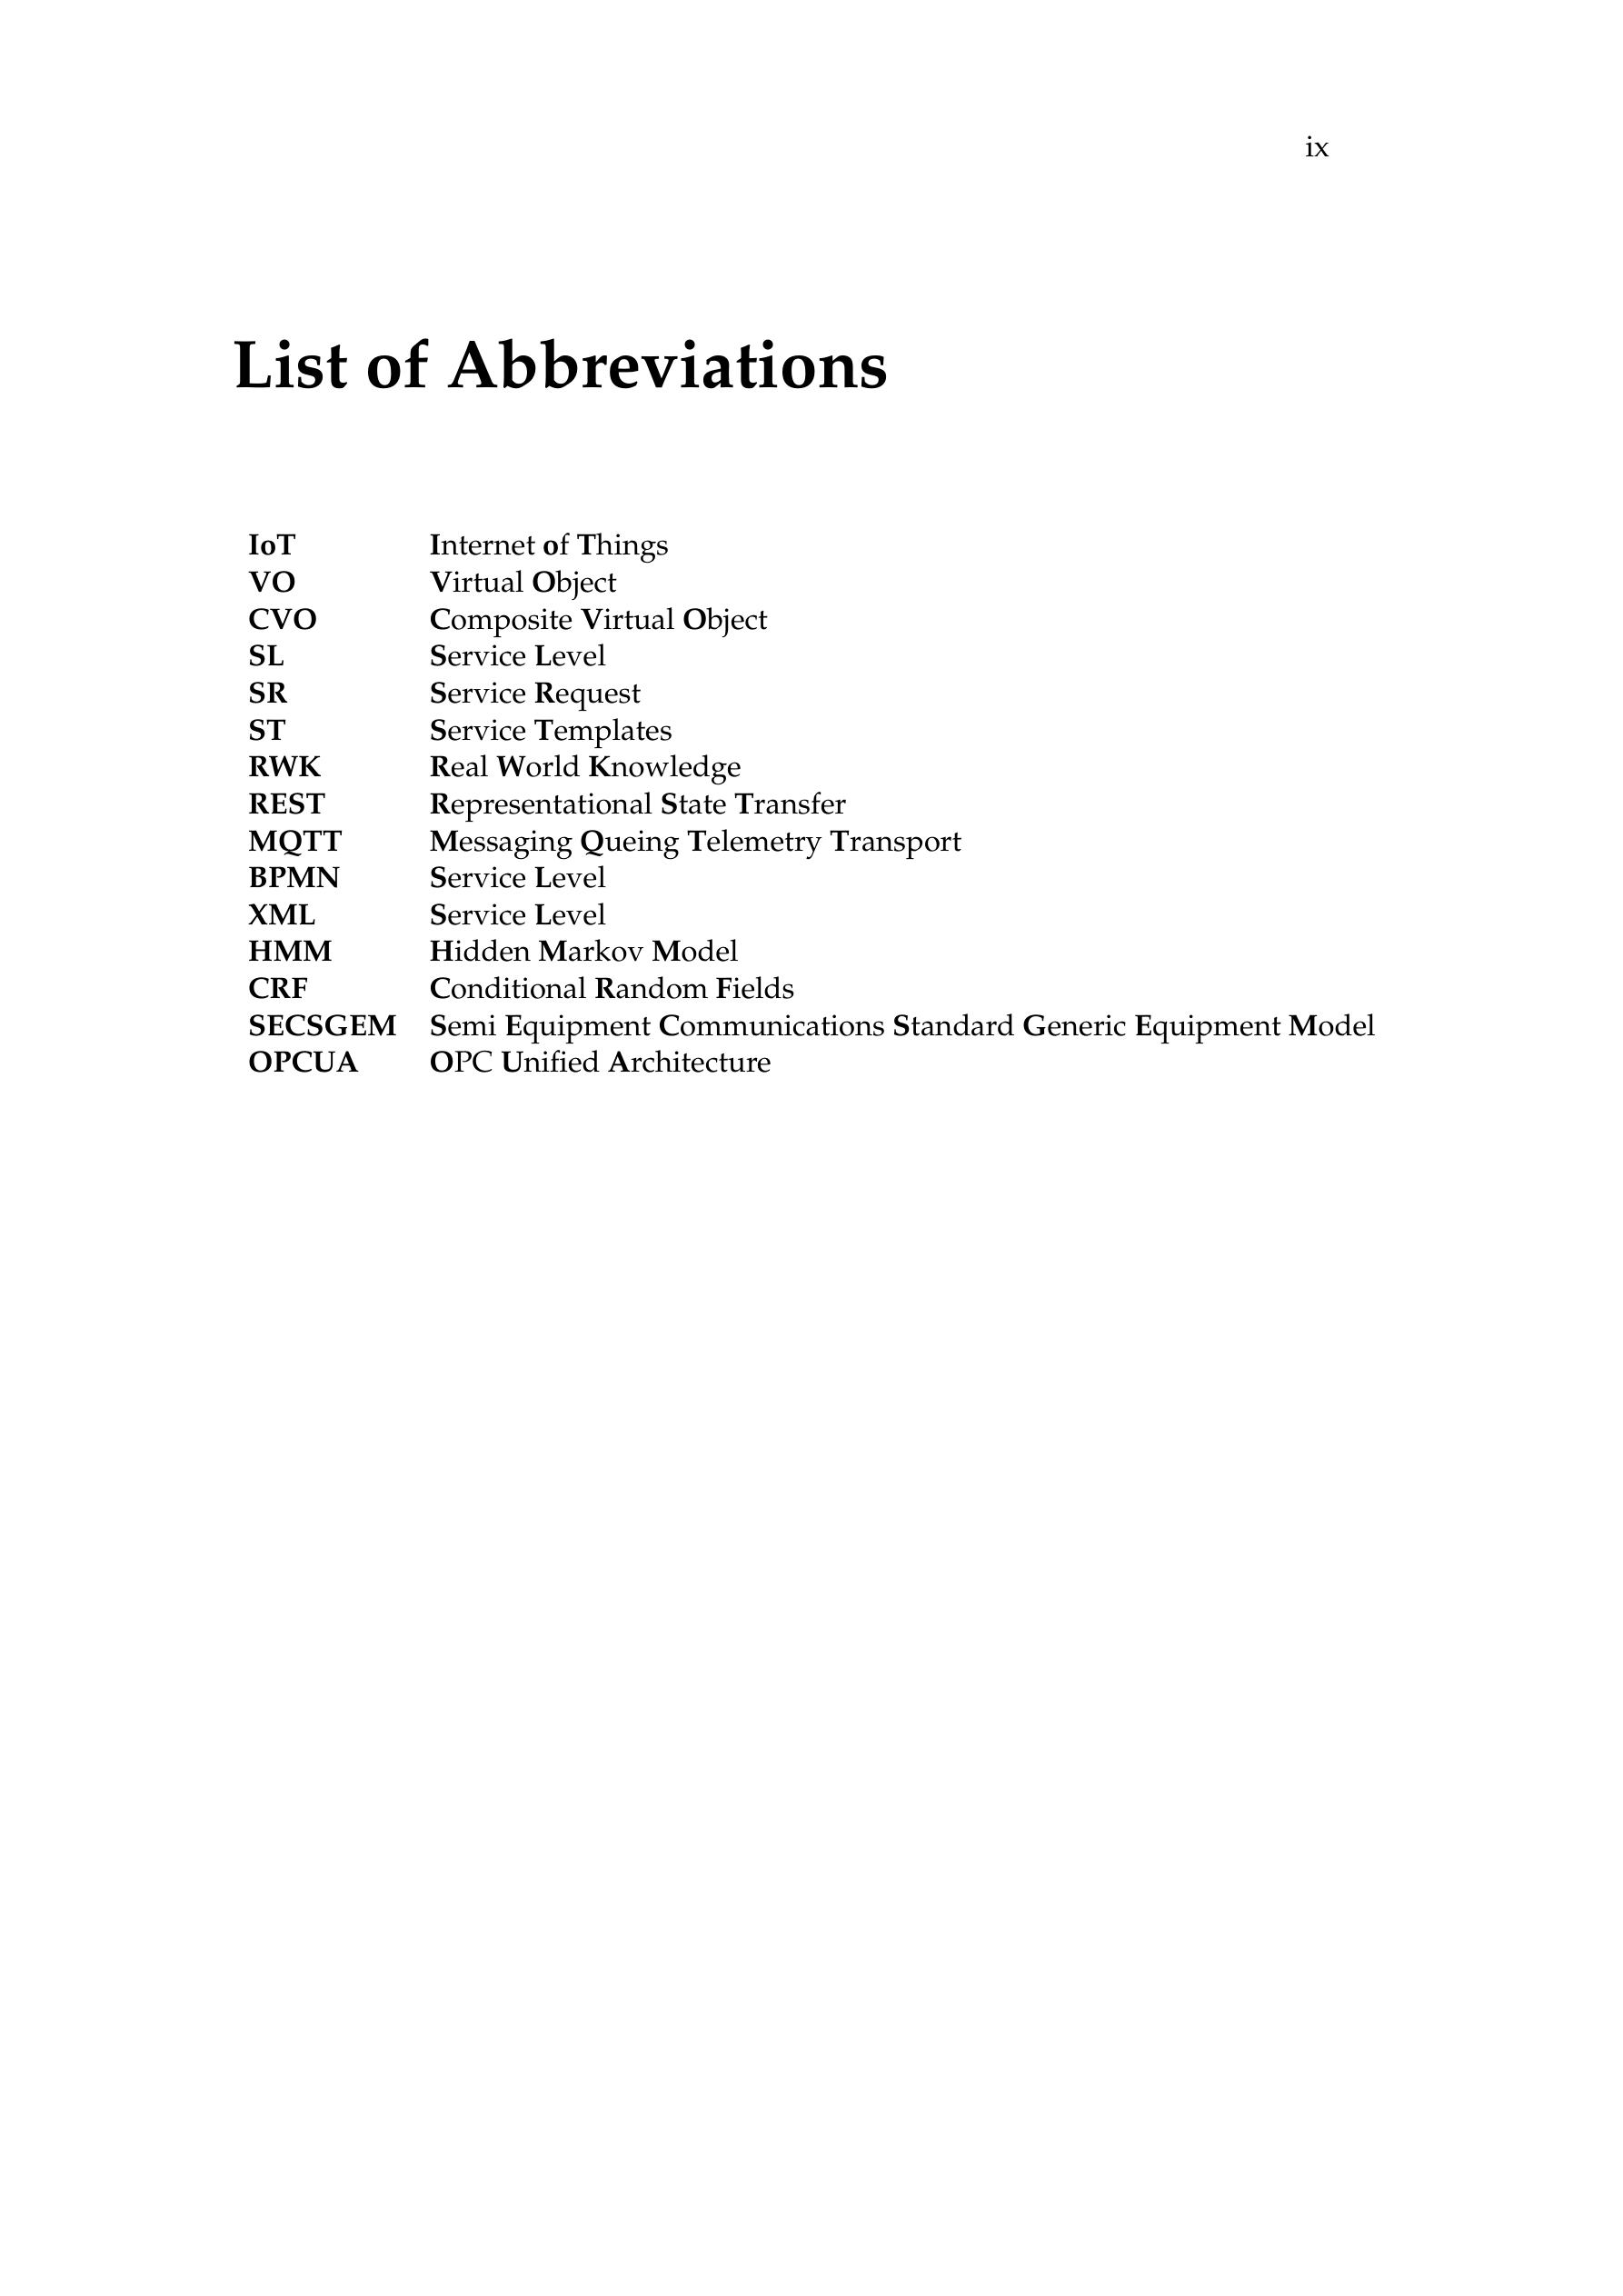 ix
List of Abbreviations
IoT Internet of Things
VO Virtual Object
CVO Composite Virtual Object
SL Service Level
SR Service Request
ST Service Templates
RWK Real World Knowledge
REST Representational State Transfer
MQTT Messaging Queing Telemetry Transport
BPMN Service Level
XML Service Level
HMM Hidden Markov Model
CRF Conditional Random Fields
SECSGEM Semi Equipment Communications Standard Generic Equipment Model
OPCUA OPC Unified Architecture